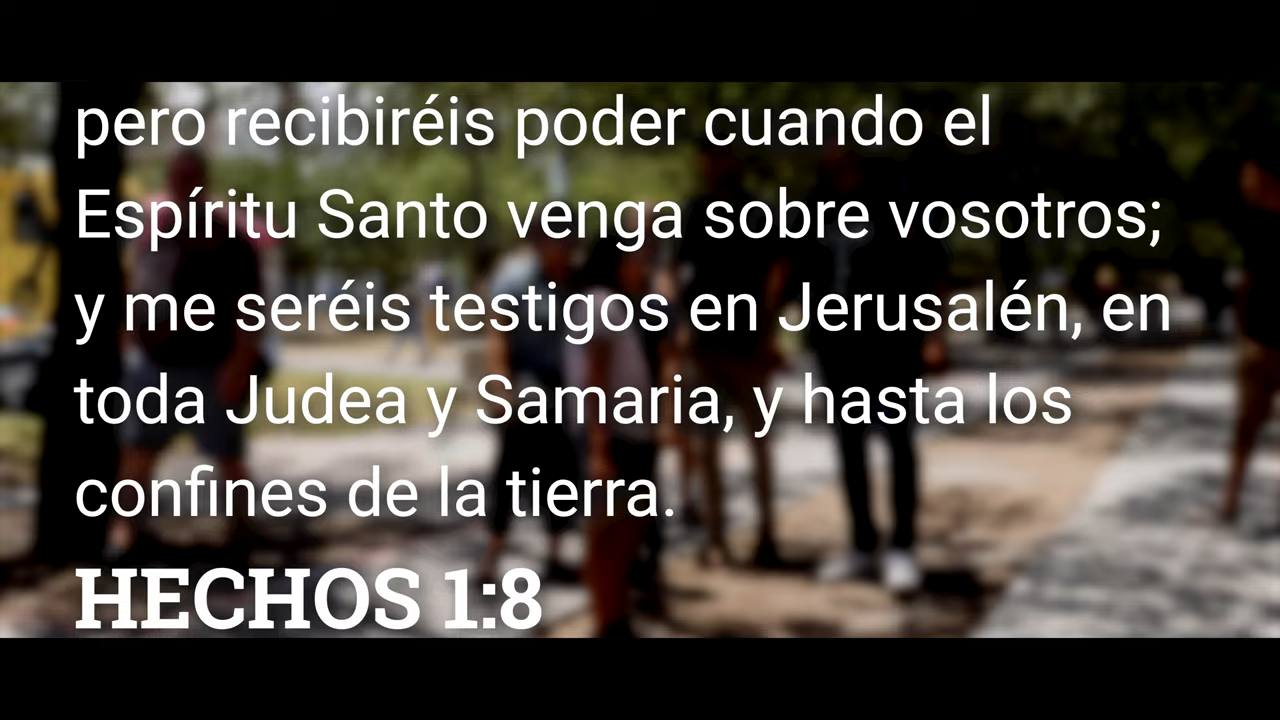 pero recibiréis poder cuando el
Espíritu Santo venga sobre vosotros;
y me seréis testigos en Jerusalén, en
toda Judea y Samaria, y hasta los
confines de la tierra.
HECHOS 1:8